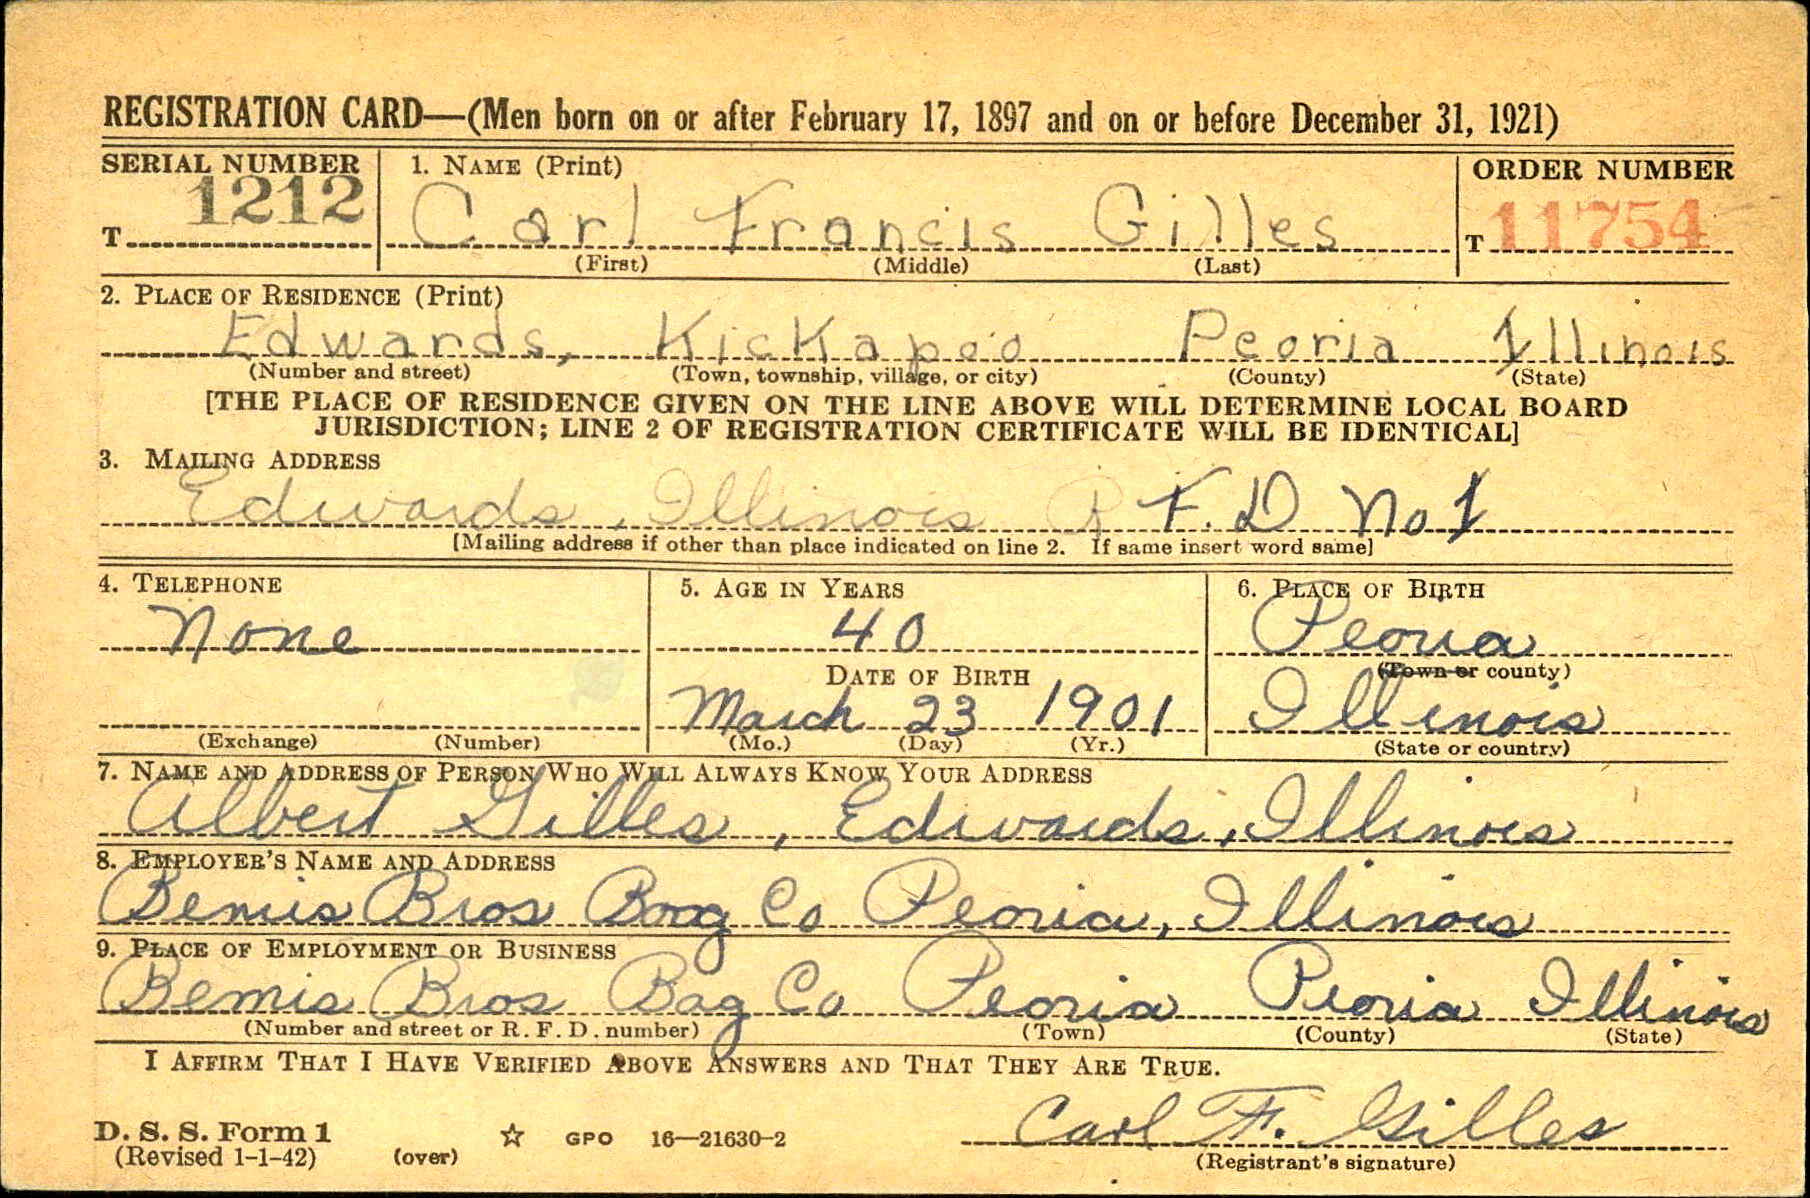 REGISTRATION CARD—(Men born on or after February 17, 1897 and on or before December 31, 1921)
SERIAL NUMBER 1. NAME (Print) ORDER NUMBER
T 1212 Carl Francis Gilles T 11754
(First) (Middle) (Last)
2. PLACE OF RESIDENCE (Print)
Edwards, Kickapoo Peoria Illinois
(Number and street) (Town, township, village, or city) (County) (State)
[THE PLACE OF RESIDENCE GIVEN ON THE LINE ABOVE WILL DETERMINE LOCAL BOARD
JURISDICTION; LINE 2 OF REGISTRATION CERTIFICATE WILL BE IDENTICAL]
3. MAILING ADDRESS
Edwards, Illinois R F. D No 1
[Mailing address if other than place indicated on line 2. If same insert word same]
4. TELEPHONE 5. AGE IN YEARS 6. PLACE OF BIRTH
None 40 Peoria
DATE OF BIRTH (Town or county)
March 23 1901 Illinois
(Exchange) (Number) (Mo.) (Day) (Yr.) (State or country)
7. NAME AND ADDRESS OF PERSON WHO WILL ALWAYS KNOW YOUR ADDRESS
Albert Gilles, Edwards, Illinois
8. EMPLOYER'S NAME AND ADDRESS
Bemis Bros Bag Co Peoria, Illinois
9. PLACE OF EMPLOYMENT OR BUSINESS
Bemis Bros Bag Co Peoria Peoria Illinois
(Number and street or R. F. D. number) (Town) (County) (State)
I AFFIRM THAT I HAVE VERIFIED ABOVE ANSWERS AND THAT THEY ARE TRUE.
Carl F. Gilles
D. S. S. Form 1
(Revised 1-1-42) (over) ☆ GPO 16—21630-2 (Registrant's signature)